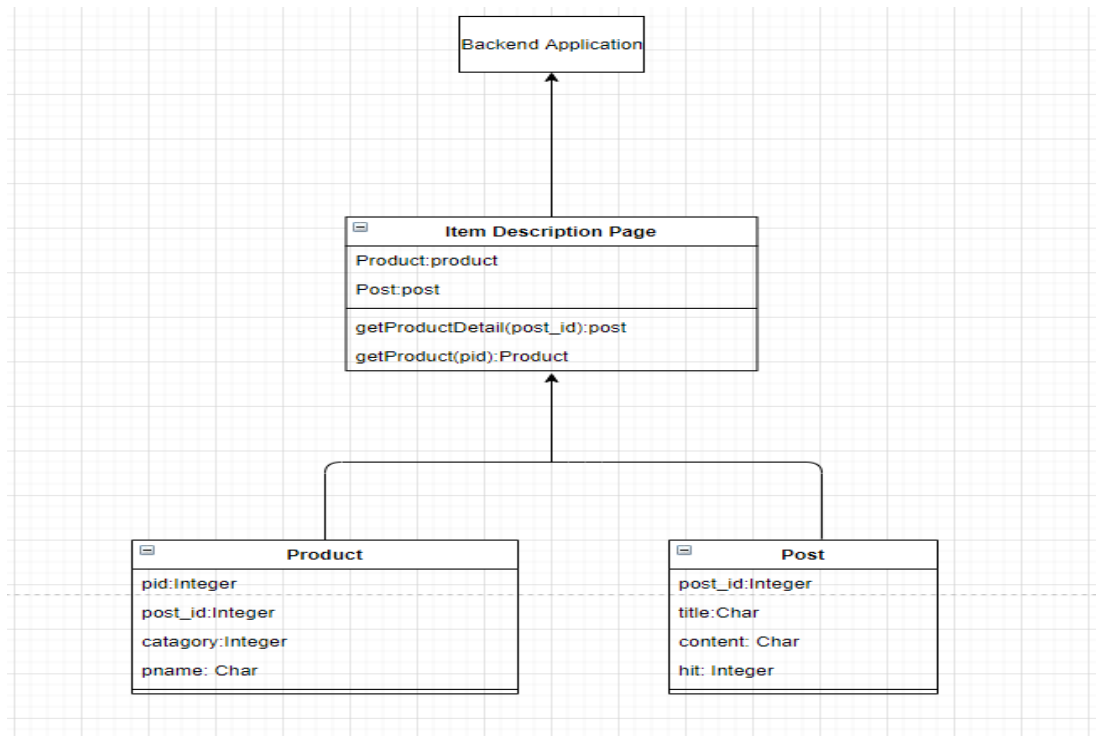 Backend Application
Item Description Page
Product:product
Post:post
getProductDetail(post_id):post
getProduct(pid):Product
Product
pid:Integer
post_id:Integer
catagory:Integer
pname: Char
Post
post_id:Integer
title:Char
content: Char
hit: Integer